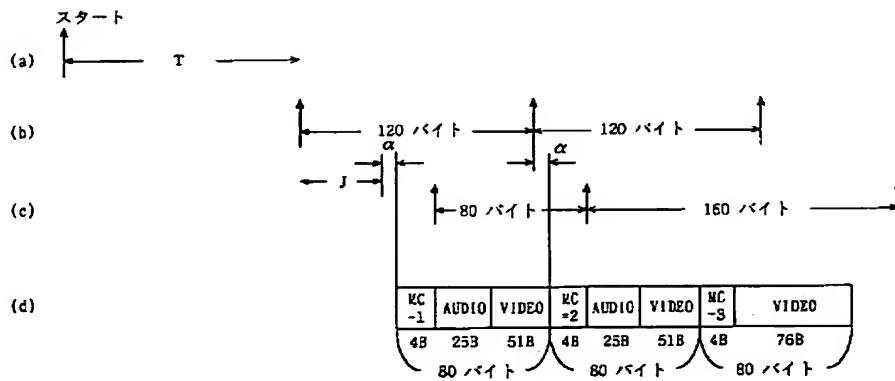 スタート
(a) T
(b) 120 バイト 120 バイト
α α
J
(c) 80 バイト 160 バイト
(d) MC -1 AUDIO VIDEO MC =2 AUDIO VIDEO MC -3 VIDEO
4B 25B 51B 4B 25B 51B 4B 76B
80 バイト 80 バイト 80 バイト